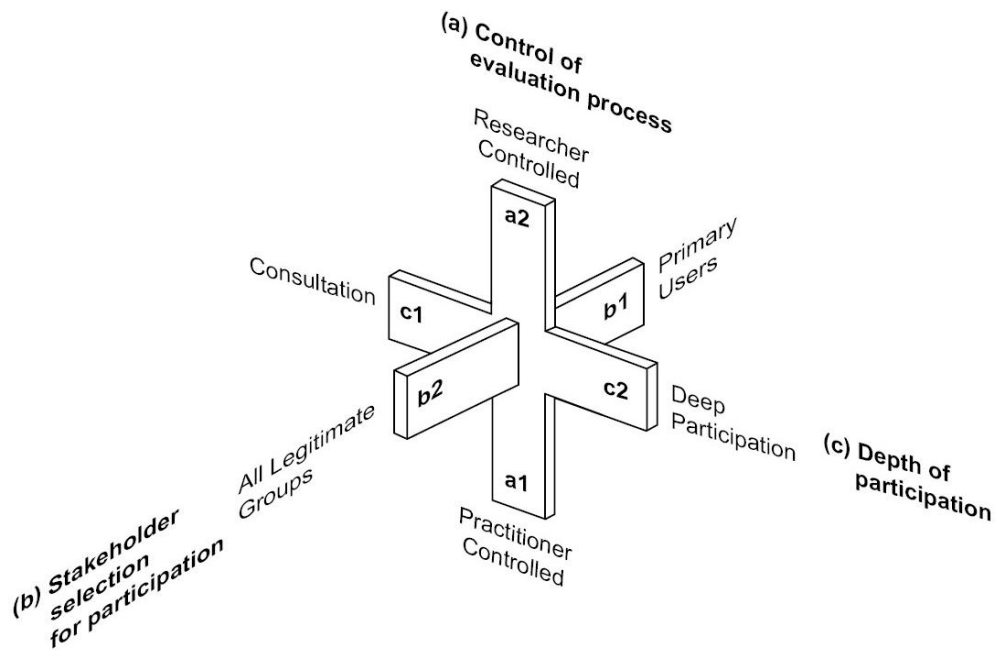 (a) Control of
evaluation process
Researcher
Controlled
a2
Consultation
c1
Primary
Users
b1
b2
c2
All Legitimate
Groups
Deep
Participation
(c) Depth of
participation
a1
Practitioner
Controlled
(b) Stakeholder
selection
for participation